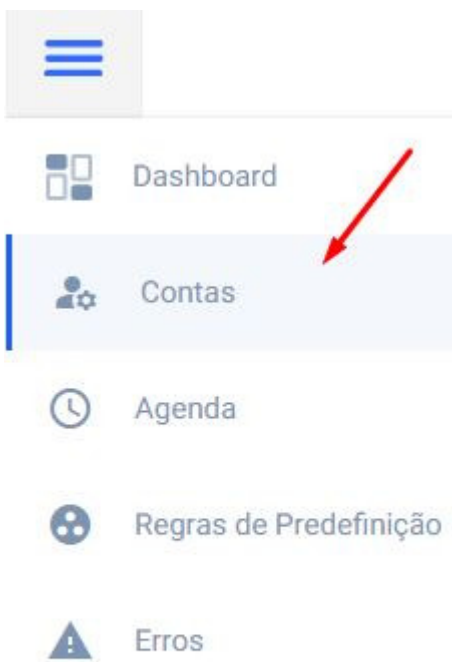 Dashboard
Contas
Agenda
Regras de Predefinição
Erros